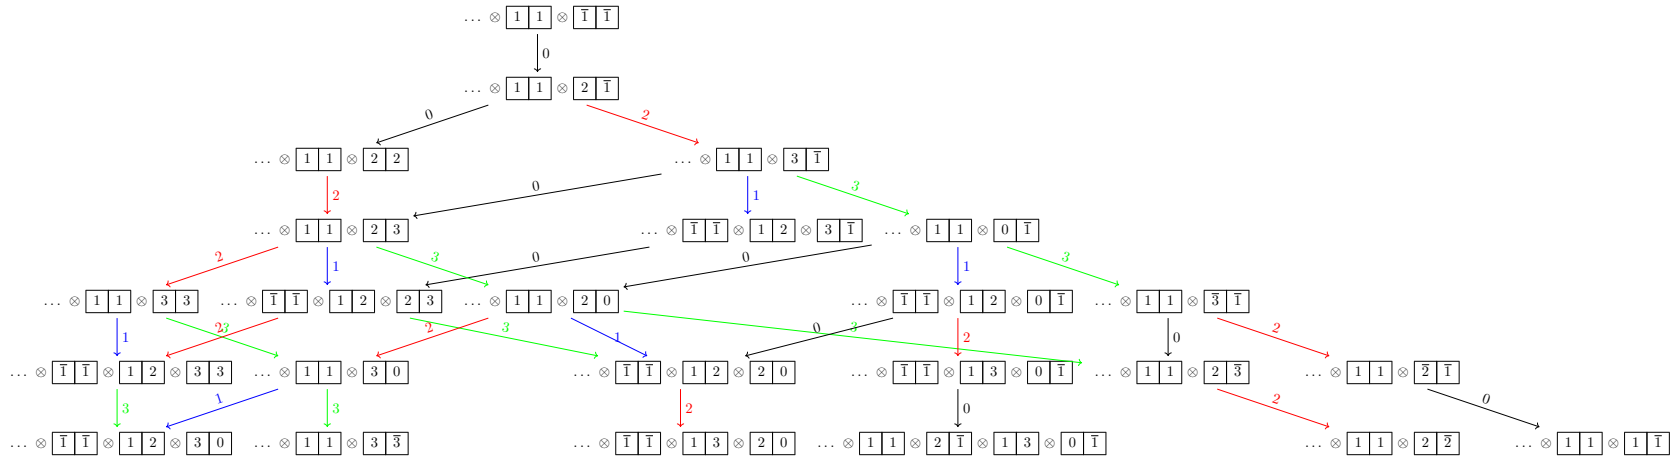 … ⊗ 1 1 ⊗ 1̅ 1̅
0
… ⊗ 1 1 ⊗ 2 1̅
0 2
… ⊗ 1 1 ⊗ 2 2 … ⊗ 1 1 ⊗ 3 1̅
2 0 1 3
… ⊗ 1 1 ⊗ 2 3 … ⊗ 1̅ 1̅ ⊗ 1 2 ⊗ 3 1̅ … ⊗ 1 1 ⊗ 0 1̅
2 1 3 0 0 1 3
… ⊗ 1 1 ⊗ 3 3 … ⊗ 1̅ 1̅ ⊗ 1 2 ⊗ 2 3 … ⊗ 1 1 ⊗ 2 0 … ⊗ 1̅ 1̅ ⊗ 1 2 ⊗ 0 1̅ … ⊗ 1 1 ⊗ 3̅ 1̅
1 2 3 2 3 1 0 3 2 0 2
… ⊗ 1̅ 1̅ ⊗ 1 2 ⊗ 3 3 … ⊗ 1 1 ⊗ 3 0 … ⊗ 1̅ 1̅ ⊗ 1 2 ⊗ 2 0 … ⊗ 1̅ 1̅ ⊗ 1 3 ⊗ 0 1̅ … ⊗ 1 1 ⊗ 2 3̅ … ⊗ 1 1 ⊗ 2̅ 1̅
3 1 3 2 0 2 0
… ⊗ 1̅ 1̅ ⊗ 1 2 ⊗ 3 0 … ⊗ 1 1 ⊗ 3 3̅ … ⊗ 1̅ 1̅ ⊗ 1 3 ⊗ 2 0 … ⊗ 1 1 ⊗ 2 1̅ ⊗ 1 3 ⊗ 0 1̅ … ⊗ 1 1 ⊗ 2 2̅ … ⊗ 1 1 ⊗ 1 1̅